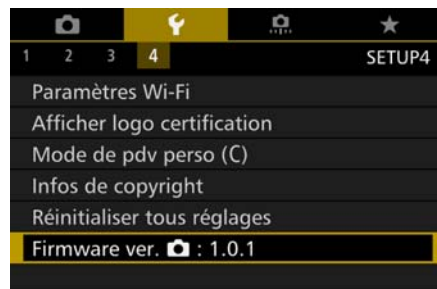 1 2 3 4 SETUP4
Paramètres Wi-Fi
Afficher logo certification
Mode de pdv perso (C)
Infos de copyright
Réinitialiser tous réglages
Firmware ver. : 1.0.1